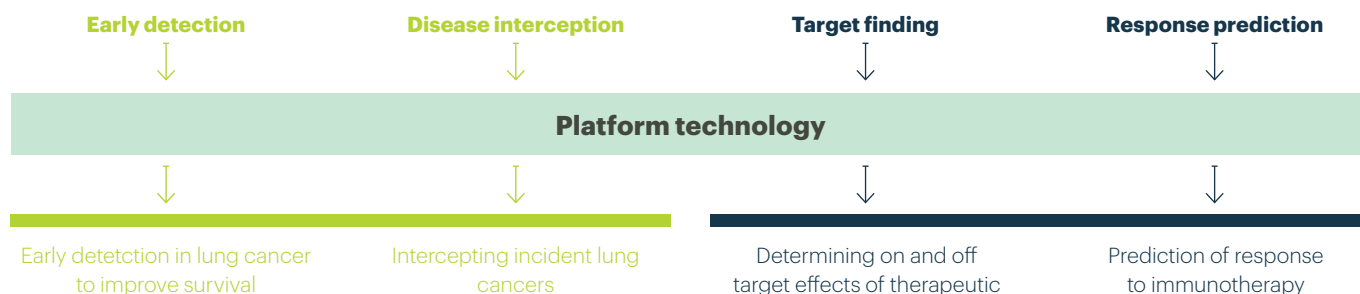 Early detection
Disease interception
Target finding
Response prediction
Platform technology
Early detetction in lung cancer
to improve survival
Intercepting incident lung
cancers
Determining on and off
target effects of therapeutic
Prediction of response
to immunotherapy